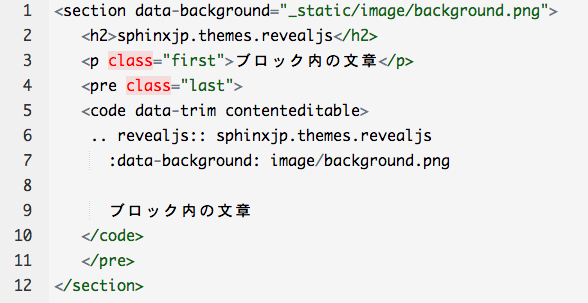 1 <section data-background="_static/image/background.png">
2 <h2>sphinxjp.themes.revealjs</h2>
3 <p class="first">ブロック内の文章</p>
4 <pre class="last">
5 <code data-trim contenteditable>
6 .. revealjs:: sphinxjp.themes.revealjs
7 :data-background: image/background.png
8
9 ブロック内の文章
10 </code>
11 </pre>
12 </section>